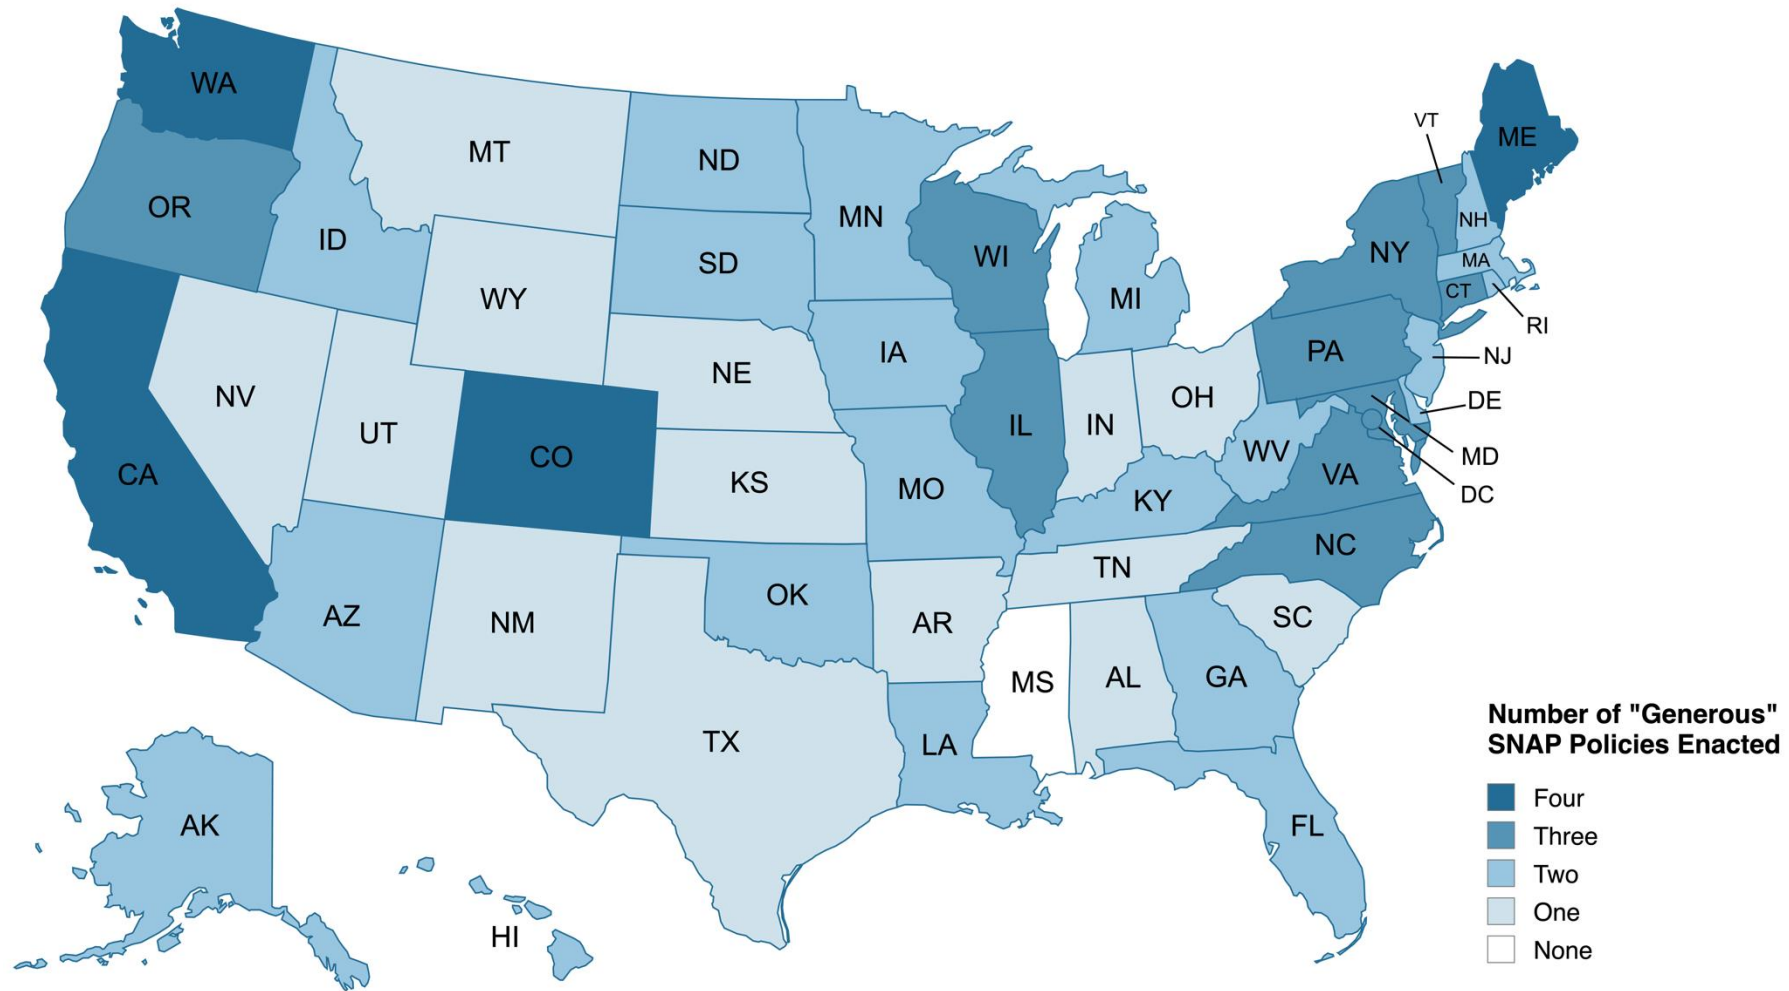 WA
OR
CA
ID
NV
MT
WY
UT
CO
AZ
NM
ND
SD
NE
KS
OK
TX
MN
IA
MO
AR
LA
WI
IL
MI
IN
OH
KY
TN
MS
AL
GA
FL
SC
NC
VA
WV
PA
NY
VT
NH
ME
MA
CT
RI
NJ
DE
MD
DC
AK
HI
Number of "Generous"
SNAP Policies Enacted
Four
Three
Two
One
None